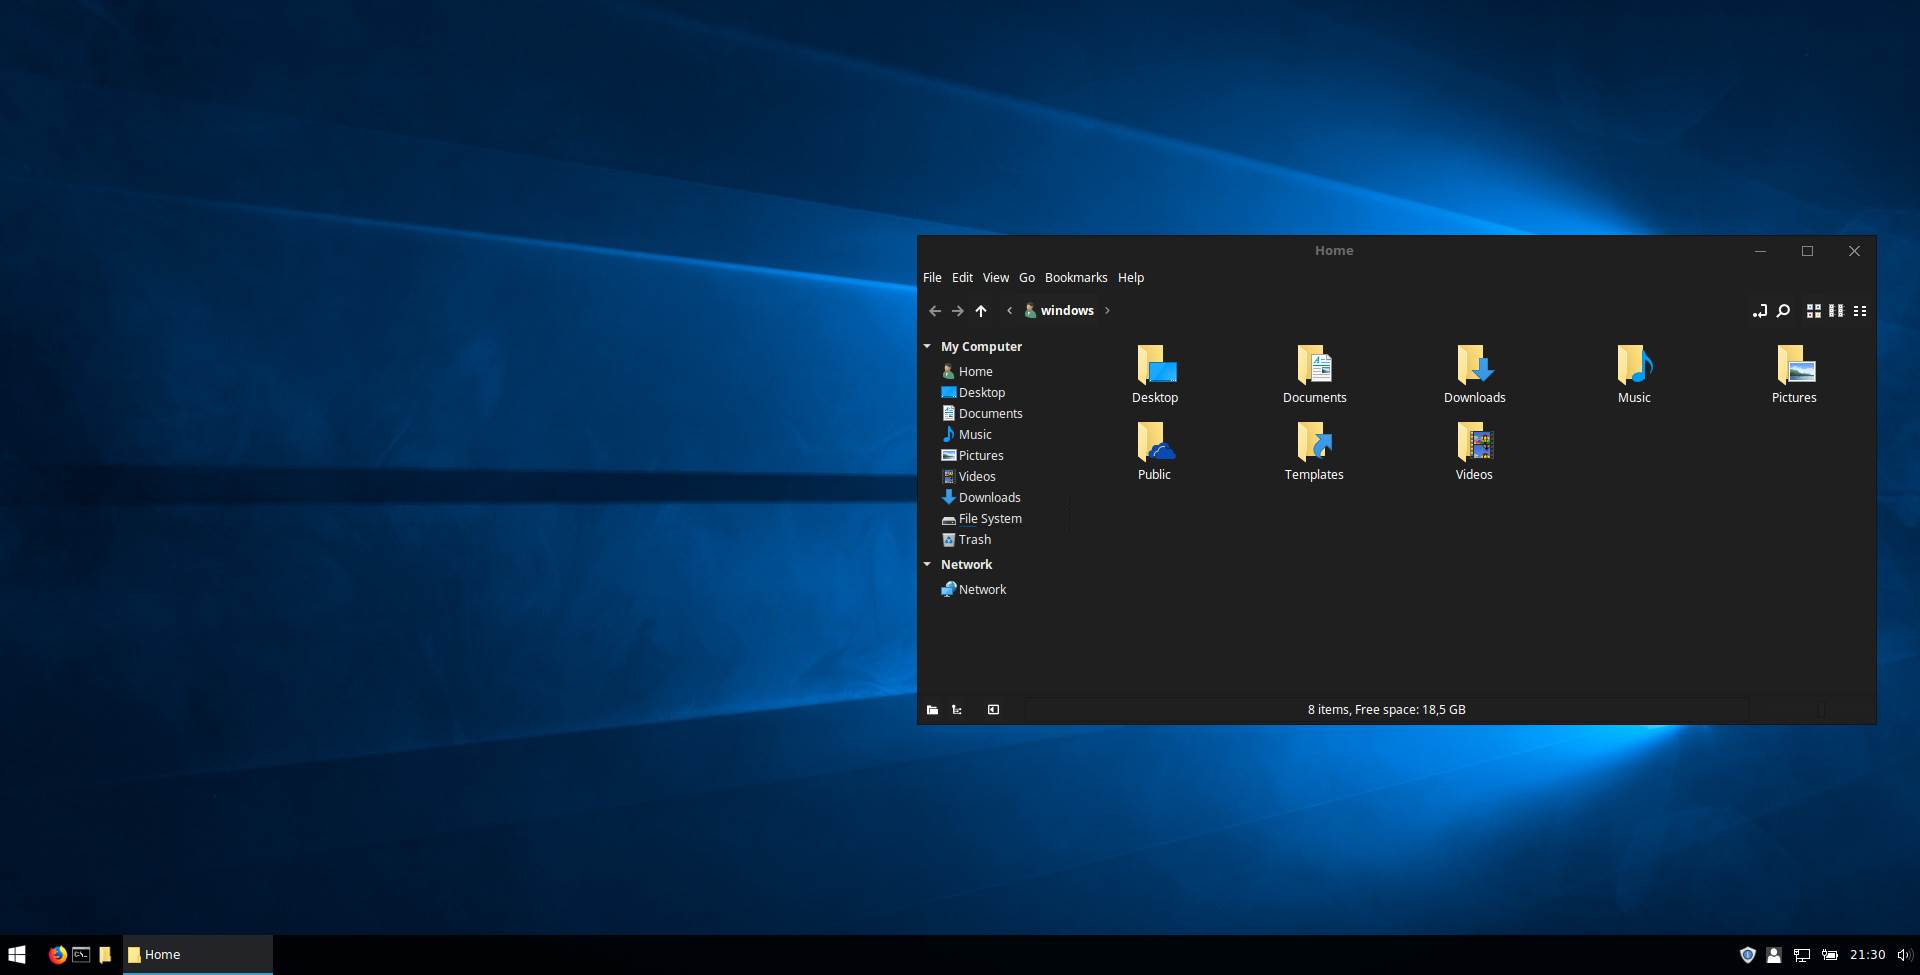 Home
File Edit View Go Bookmarks Help
windows
My Computer
Home
Desktop
Documents
Music
Pictures
Videos
Downloads
File System
Trash
Network
Network
Desktop Documents Downloads Music Pictures
Public Templates Videos
8 items, Free space: 18,5 GB
Home 21:30